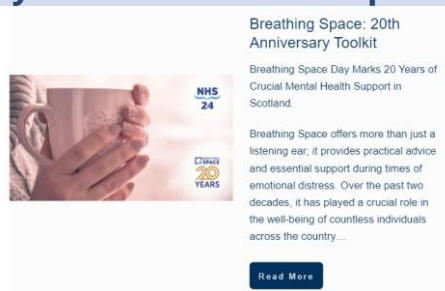 Breathing Space: 20th
Anniversary Toolkit
Breathing Space Day Marks 20 Years of
Crucial Mental Health Support in
Scotland.
Breathing Space offers more than just a
listening ear; it provides practical advice
and essential support during times of
emotional distress. Over the past two
decades, it has played a crucial role in
the well-being of countless individuals
across the country…
Read More
NHS
24
SPACE
20
YEARS